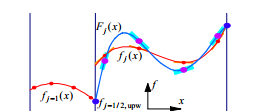 F_j(x)
f_j(x)
f_{j=1}(x)
f_{j=1/2, upw}
f
x